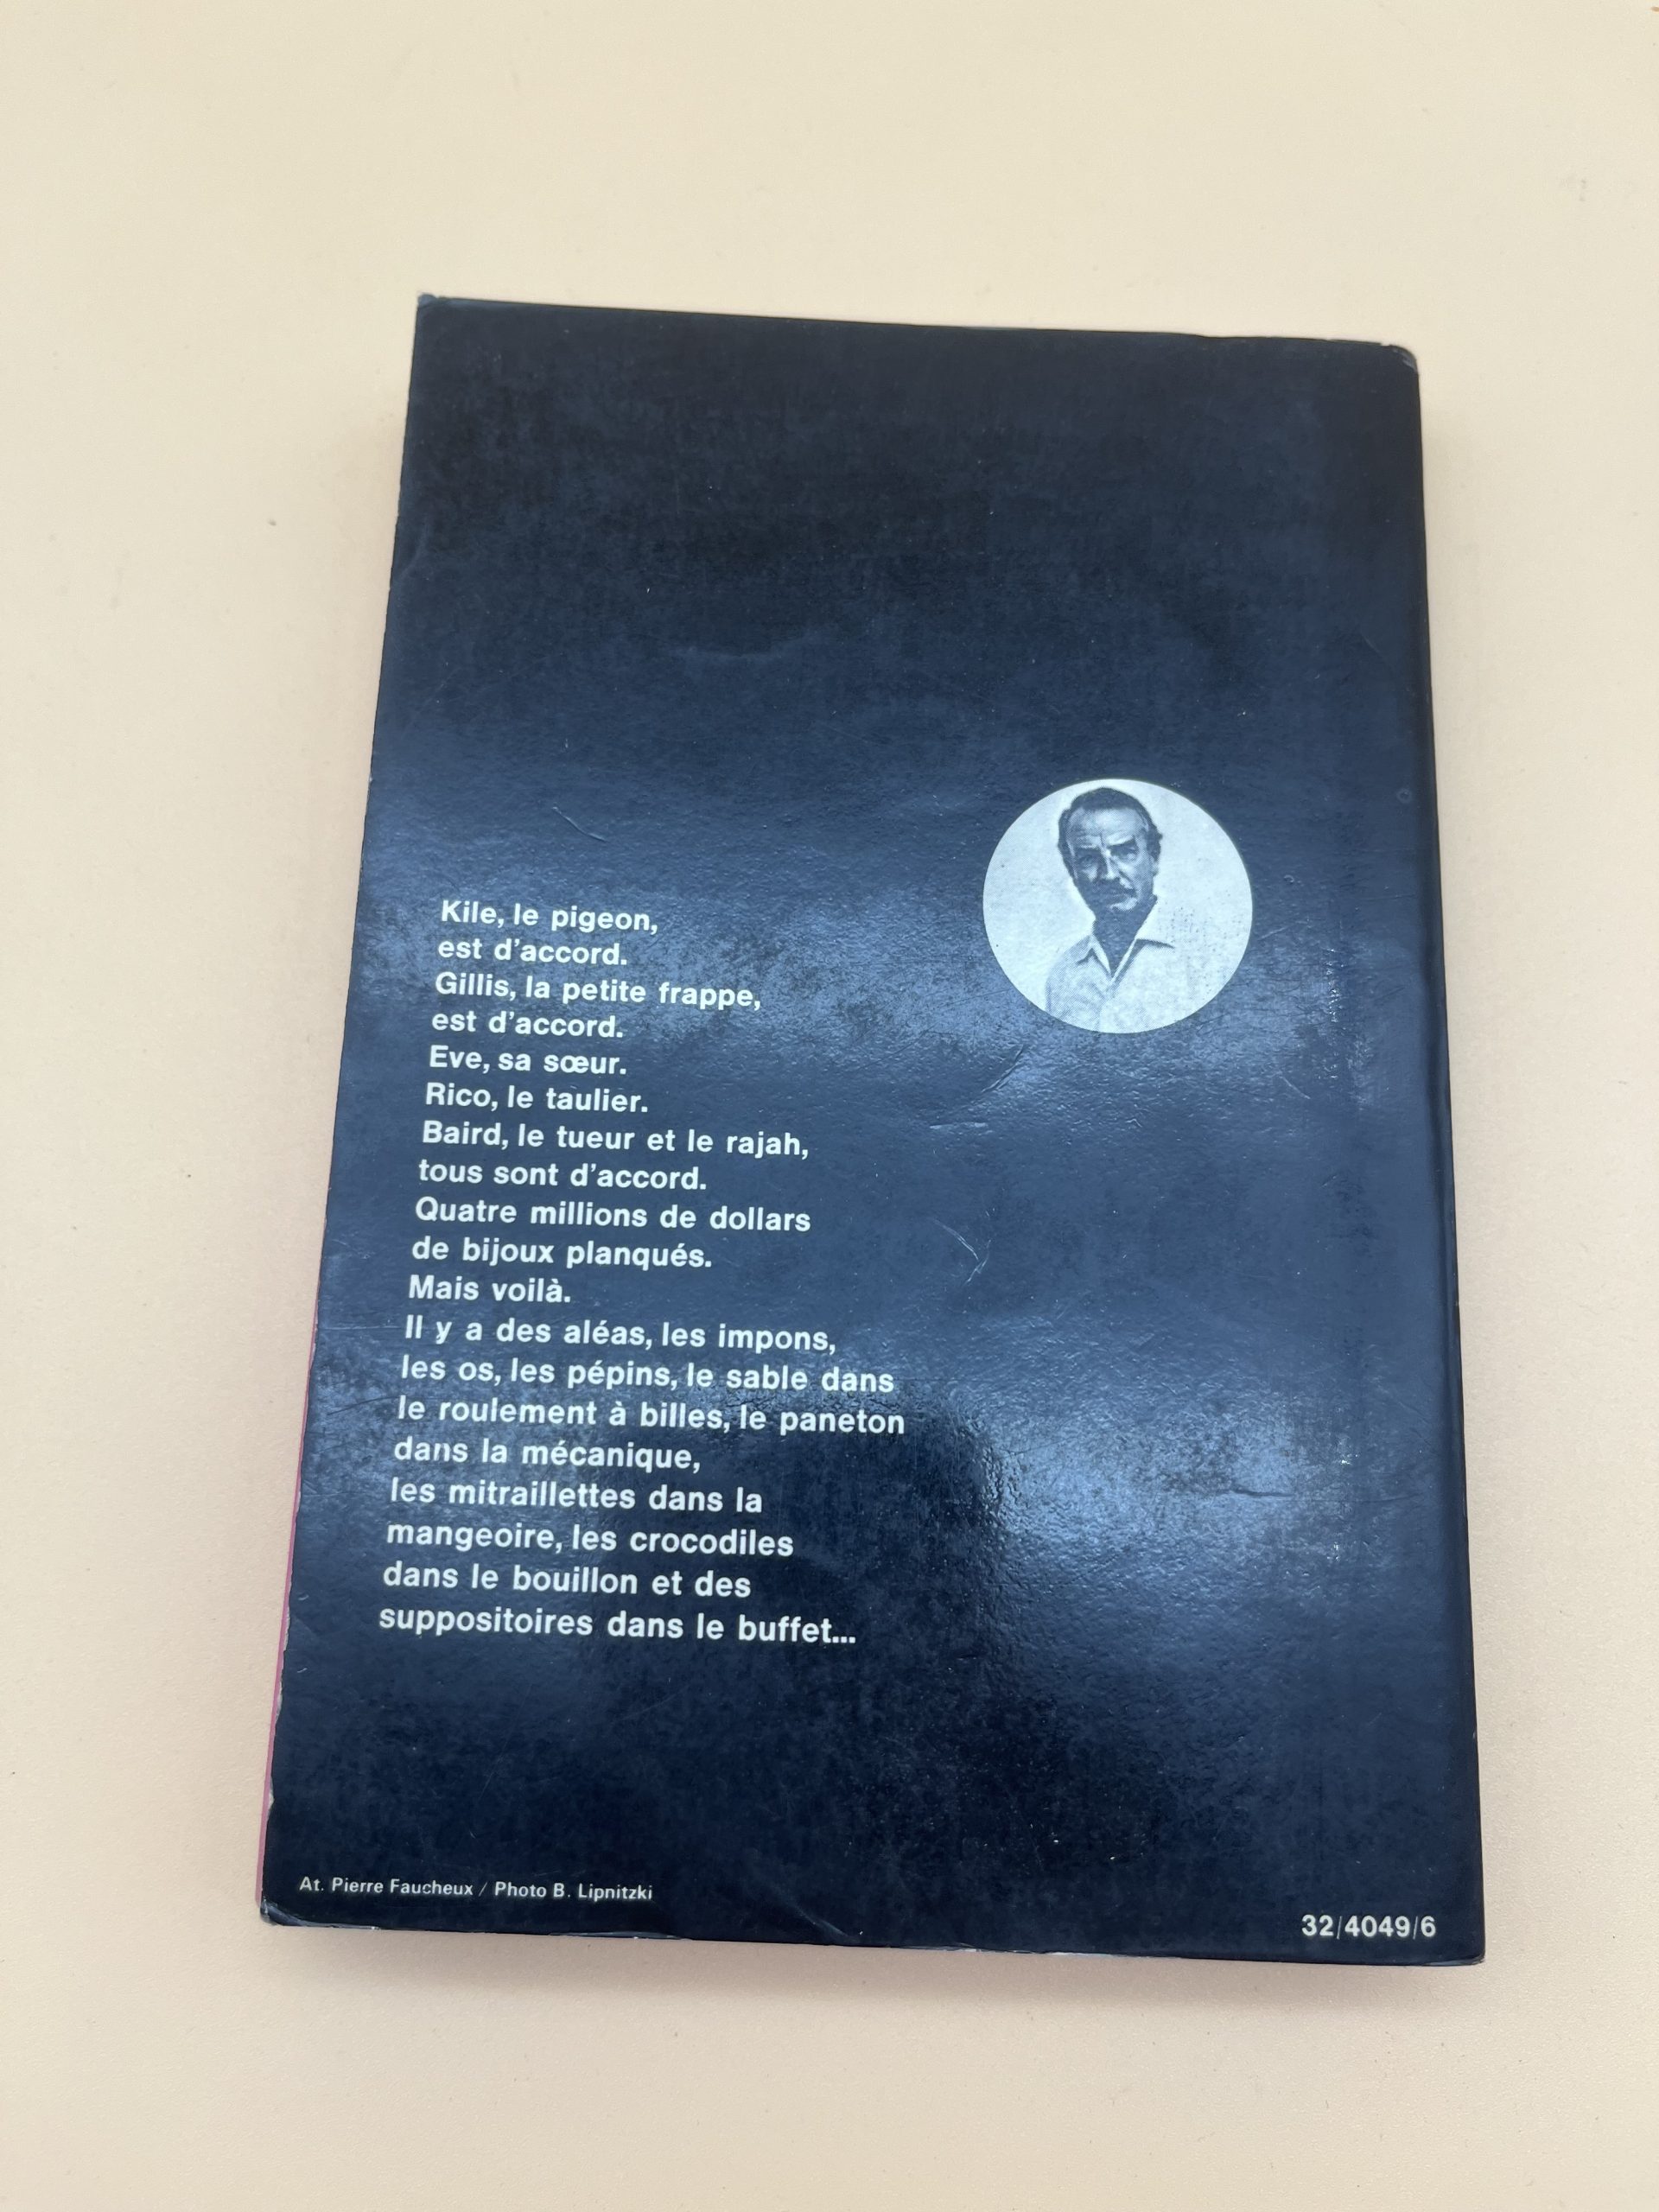 Kile, le pigeon,
est d'accord.
Gillis, la petite frappe,
est d'accord.
Eve, sa sœur.
Rico, le taulier.
Baird, le tueur et le rajah,
tous sont d'accord.
Quatre millions de dollars
de bijoux planqués.
Mais voilà.
Il y a des aléas, les impons,
les os, les pépins, le sable dans
le roulement à billes, le paneton
dans la mécanique,
les mitraillettes dans la
mangeoire, les crocodiles
dans le bouillon et des
suppositoires dans le buffet...
At. Pierre Faucheux / Photo B. Lipnitzki
32/4049/6